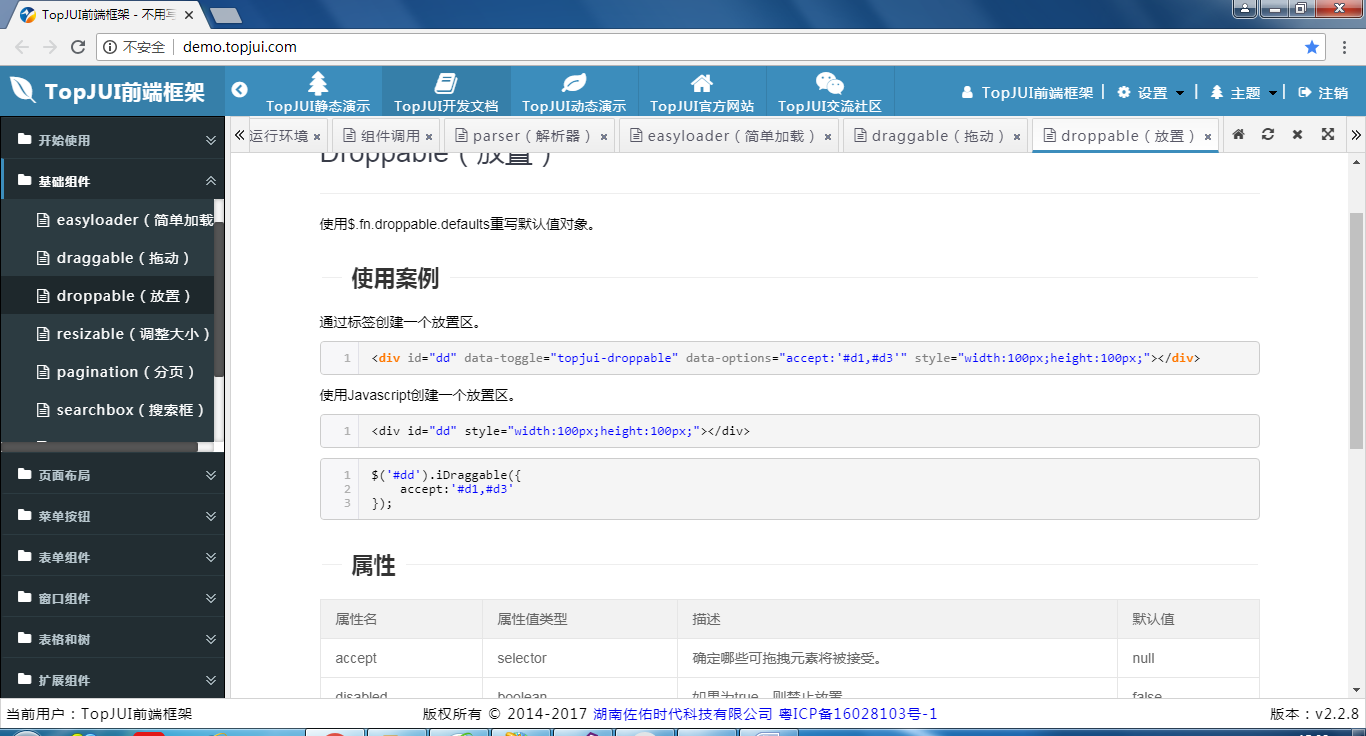 TopJUI前端框架 - 不用写
不安全 demo.topjui.com
TopJUI前端框架
TopJUI静态演示 TopJUI开发文档 TopJUI动态演示 TopJUI官方网站 TopJUI交流社区
TopJUI前端框架 设置 主题 注销
运行环境 组件调用 parser（解析器） easyloader（简单加载） draggable（拖动） droppable（放置）
开始使用
基础组件
easyloader（简单加载
draggable（拖动）
droppable（放置）
resizable（调整大小）
pagination（分页）
searchbox（搜索框）
页面布局
菜单按钮
表单组件
窗口组件
表格和树
扩展组件
Droppable（放置）
使用$.fn.droppable.defaults重写默认值对象。
使用案例
通过标签创建一个放置区。
1 <div id="dd" data-toggle="topjui-droppable" data-options="accept:'#d1,#d3'" style="width:100px;height:100px;"></div>
使用Javascript创建一个放置区。
1 <div id="dd" style="width:100px;height:100px;"></div>
1 $('#dd').iDraggable({
2 accept:'#d1,#d3'
3 });
属性
属性名 属性值类型 描述 默认值
accept selector 确定哪些可拖拽元素将被接受。 null
disabled boolean 如果为true，则禁止放置 false
当前用户：TopJUI前端框架
版权所有 © 2014-2017 湖南佐佑时代科技有限公司 粤ICP备16028103号-1
版本：v2.2.8